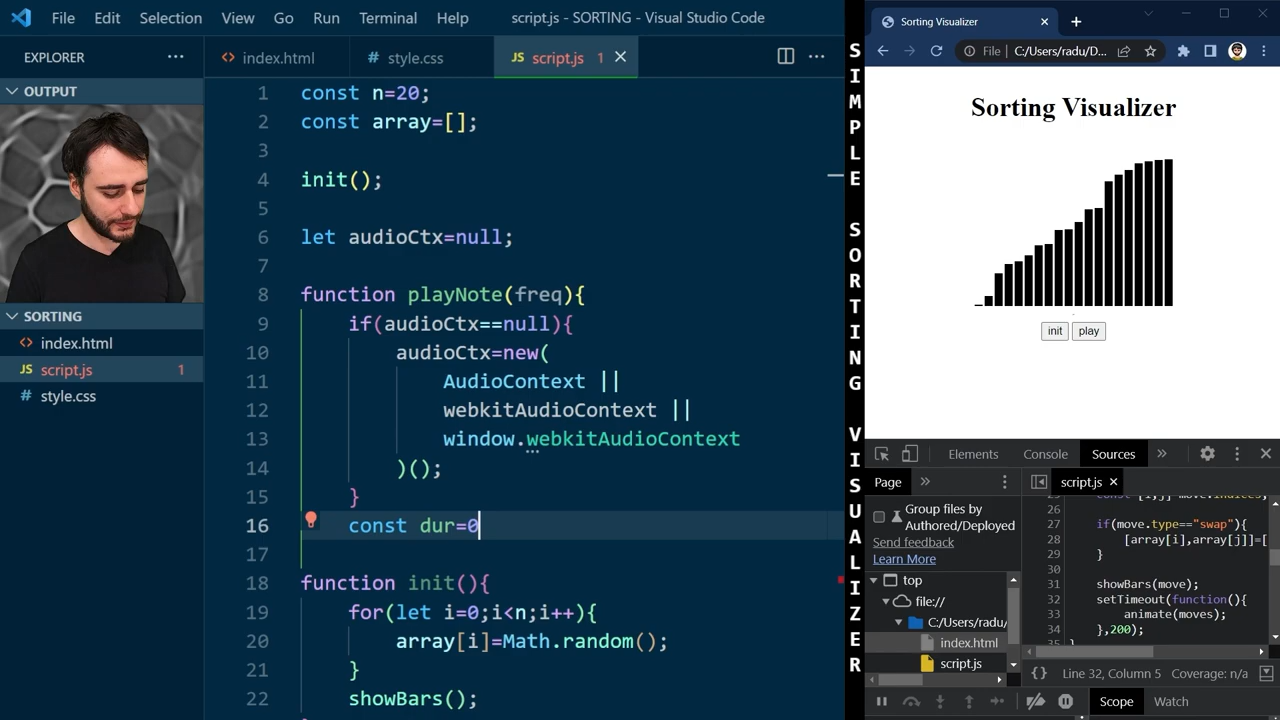 File Edit Selection View Go Run Terminal Help
script.js - SORTING - Visual Studio Code
EXPLORER
OUTPUT
SORTING
index.html
JS script.js 1
# style.css
index.html
# style.css
JS script.js 1
1 const n=20;
2 const array=[];
3
4 init();
5
6 let audioCtx=null;
7
8 function playNote(freq){
9 if(audioCtx==null){
10 audioCtx=new(
11 AudioContext ||
12 webkitAudioContext ||
13 window.webkitAudioContext
14 )();
15 }
16 const dur=0
17
18 function init(){
19 for(let i=0;i<n;i++){
20 array[i]=Math.random();
21 }
22 showBars();
SIMPLE SORTING VISUALIZER
Sorting Visualizer
File C:/Users/radu/D...
Sorting Visualizer
init play
Elements Console Sources
Page
script.js
Group files by
Authored/Deployed
Send feedback
Learn More
top
file://
C:/Users/radu/
index.html
script.js
26
27 if(move.type=="swap"){
28 [array[i],array[j]]=[
29 }
30
31 showBars(move);
32 setTimeout(function(){
33 animate(moves);
34 },200);
{} Line 32, Column 5 Coverage: n/a
Scope Watch